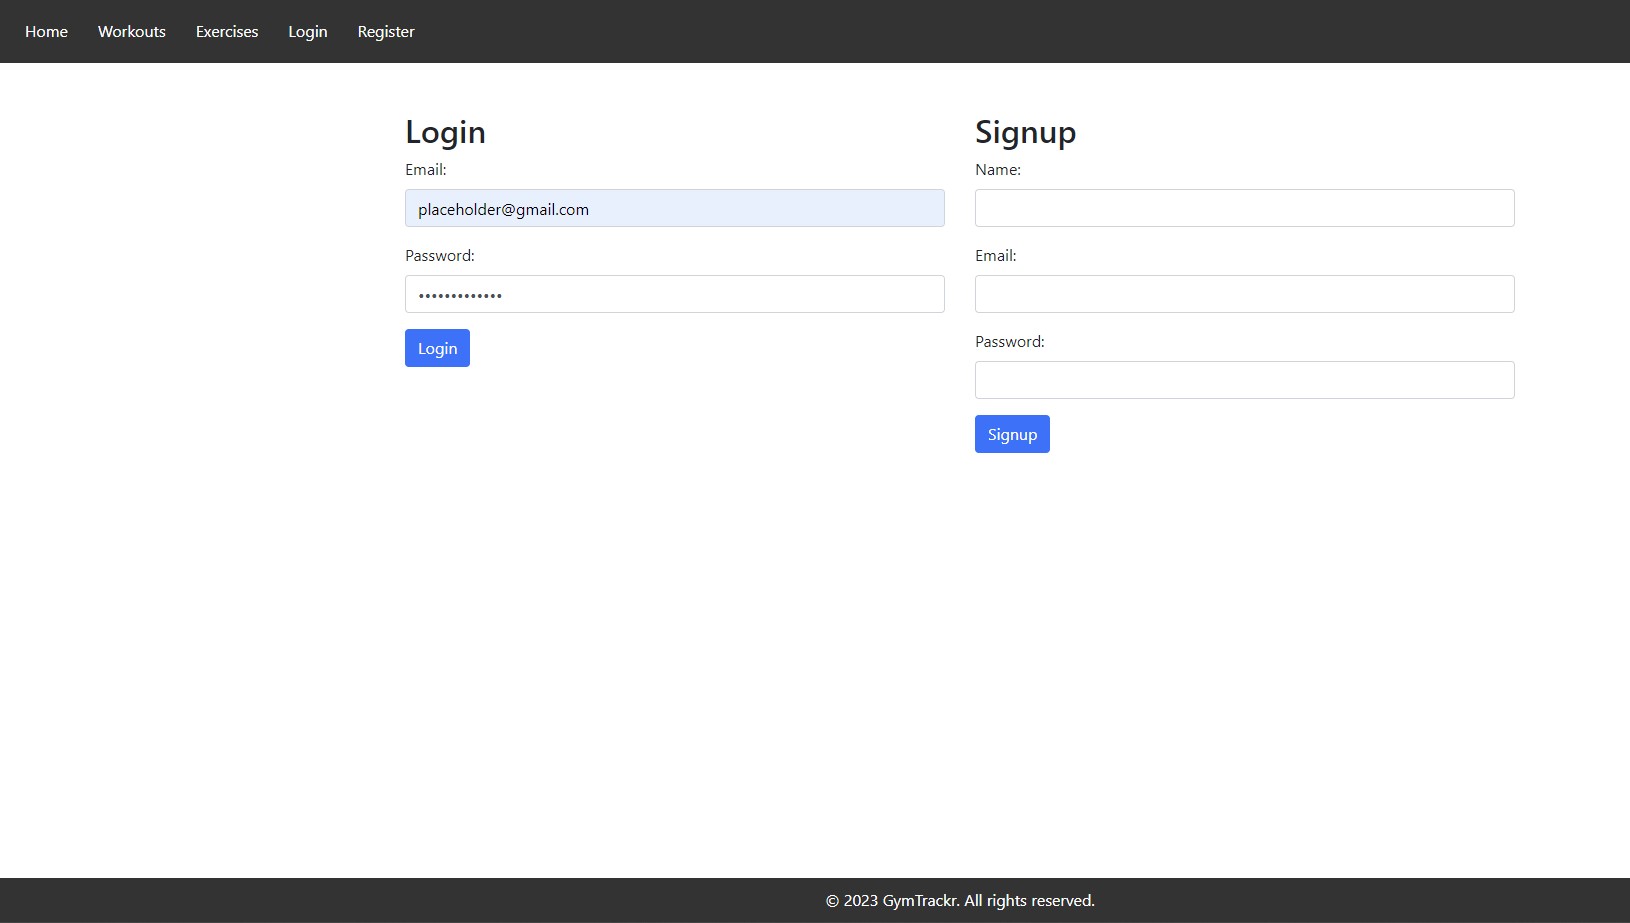 Home Workouts Exercises Login Register
Login
Email:
placeholder@gmail.com
Password:
•••••••••••••
Login
Signup
Name:
Email:
Password:
Signup
© 2023 GymTrackr. All rights reserved.